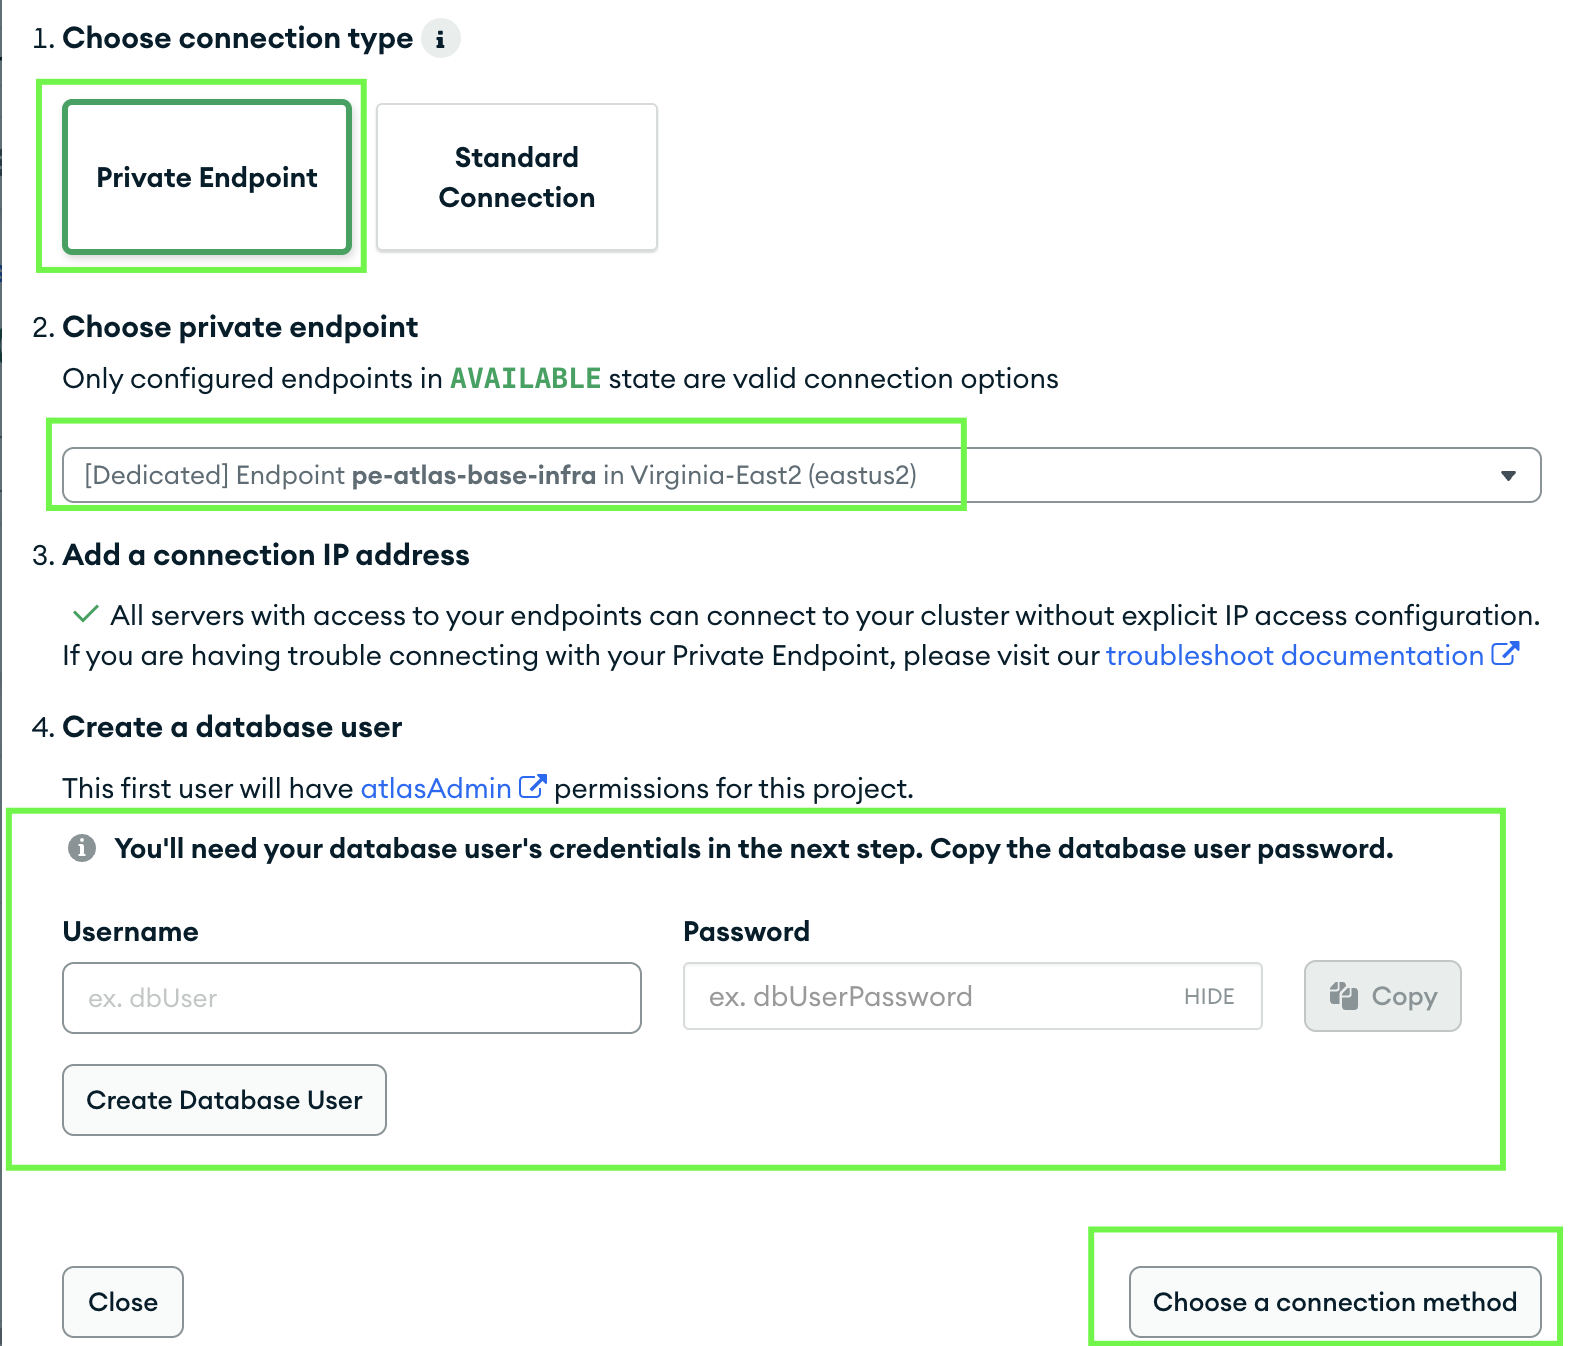 1. Choose connection type
Private Endpoint
Standard
Connection
2. Choose private endpoint
Only configured endpoints in AVAILABLE state are valid connection options
[Dedicated] Endpoint pe-atlas-base-infra in Virginia-East2 (eastus2)
3. Add a connection IP address
All servers with access to your endpoints can connect to your cluster without explicit IP access configuration.
If you are having trouble connecting with your Private Endpoint, please visit our troubleshoot documentation
4. Create a database user
This first user will have atlasAdmin permissions for this project.
You'll need your database user's credentials in the next step. Copy the database user password.
Username
Password
ex. dbUser
ex. dbUserPassword
HIDE
Copy
Create Database User
Close
Choose a connection method